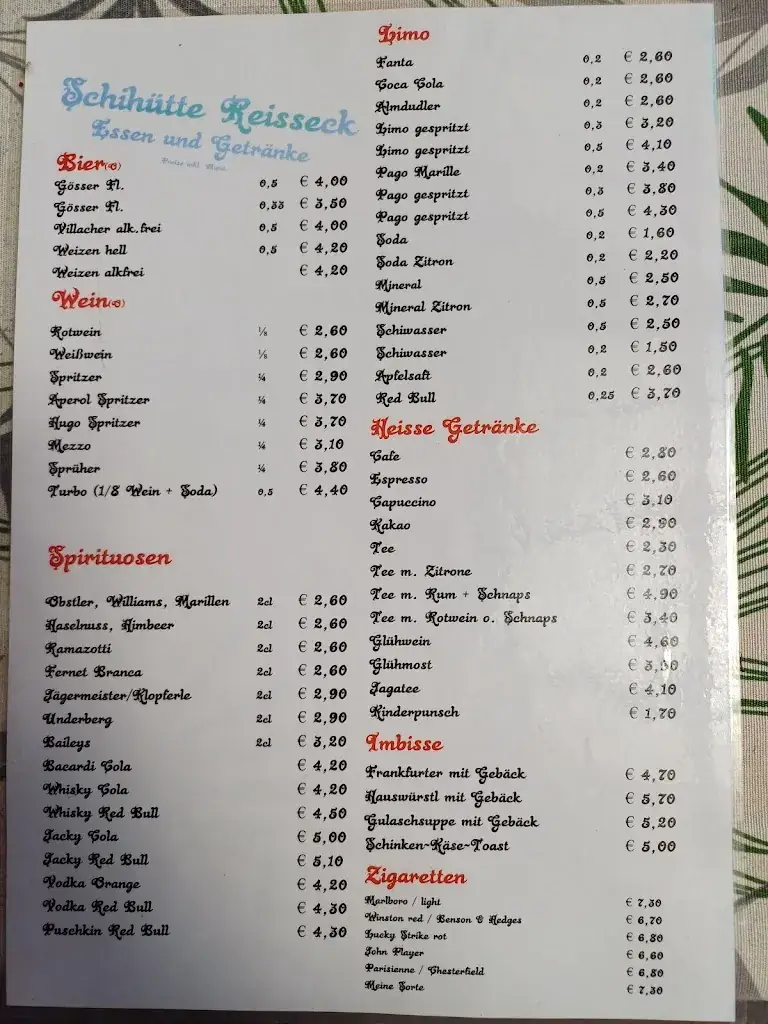 Schihütte Reisseck
Essen und Getränke
Preise inkl. Mwst.
Bier(O)
Gösser Fl. 0,5 € 4,00
Gösser Fl. 0,33 € 3,50
Villacher alk.frei 0,5 € 4,00
Weizen hell 0,5 € 4,20
Weizen alkfrei € 4,20
Wein(O)
Rotwein ⅛ € 2,60
Weißwein ⅛ € 2,60
Spritzer ¼ € 2,90
Aperol Spritzer ¼ € 3,70
Hugo Spritzer ¼ € 3,70
Mezzo ¼ € 3,10
Sprüher ¼ € 3,80
Turbo (1/8 Wein + Soda) 0,5 € 4,40
Spirituosen
Obstler, Williams, Marillen 2cl € 2,60
Haselnuss, Himbeer 2cl € 2,60
Ramazotti 2cl € 2,60
Fernet Branca 2cl € 2,60
Jägermeister/Klopferle 2cl € 2,90
Underberg 2cl € 2,90
Baileys 2cl € 3,20
Bacardi Cola € 4,20
Whisky Cola € 4,20
Whisky Red Bull € 4,50
Jacky Cola € 5,00
Jacky Red Bull € 5,10
Vodka Orange € 4,20
Vodka Red Bull € 4,30
Puschkin Red Bull € 4,30
Limo
Fanta 0,2 € 2,60
Coca Cola 0,2 € 2,60
Almdudler 0,2 € 2,60
Limo gespritzt 0,3 € 3,20
Limo gespritzt 0,5 € 4,10
Pago Marille 0,2 € 3,40
Pago gespritzt 0,3 € 3,80
Pago gespritzt 0,5 € 4,30
Soda 0,2 € 1,60
Soda Zitron 0,2 € 2,20
Mineral 0,5 € 2,50
Mineral Zitron 0,5 € 2,70
Schiwasser 0,5 € 2,50
Schiwasser 0,2 € 1,50
Apfelsaft 0,2 € 2,60
Red Bull 0,25 € 3,70
Heisse Getränke
Cafe € 2,80
Espresso € 2,60
Capuccino € 3,10
Kakao € 2,90
Tee € 2,30
Tee m. Zitrone € 2,70
Tee m. Rum + Schnaps € 4,90
Tee m. Rotwein o. Schnaps € 3,40
Glühwein € 4,60
Glühmost €
Jagatee € 4,10
Kinderpunsch € 1,70
Imbisse
Frankfurter mit Gebäck € 4,70
Hauswürstl mit Gebäck € 5,70
Gulaschsuppe mit Gebäck € 5,20
Schinken-Käse-Toast € 5,00
Zigaretten
Marlboro / light € 7,30
Winston red / Benson & Hedges € 6,70
Lucky Strike rot € 6,80
John Player € 6,60
Parisienne / Chesterfield € 6,80
Meine Sorte € 7,30